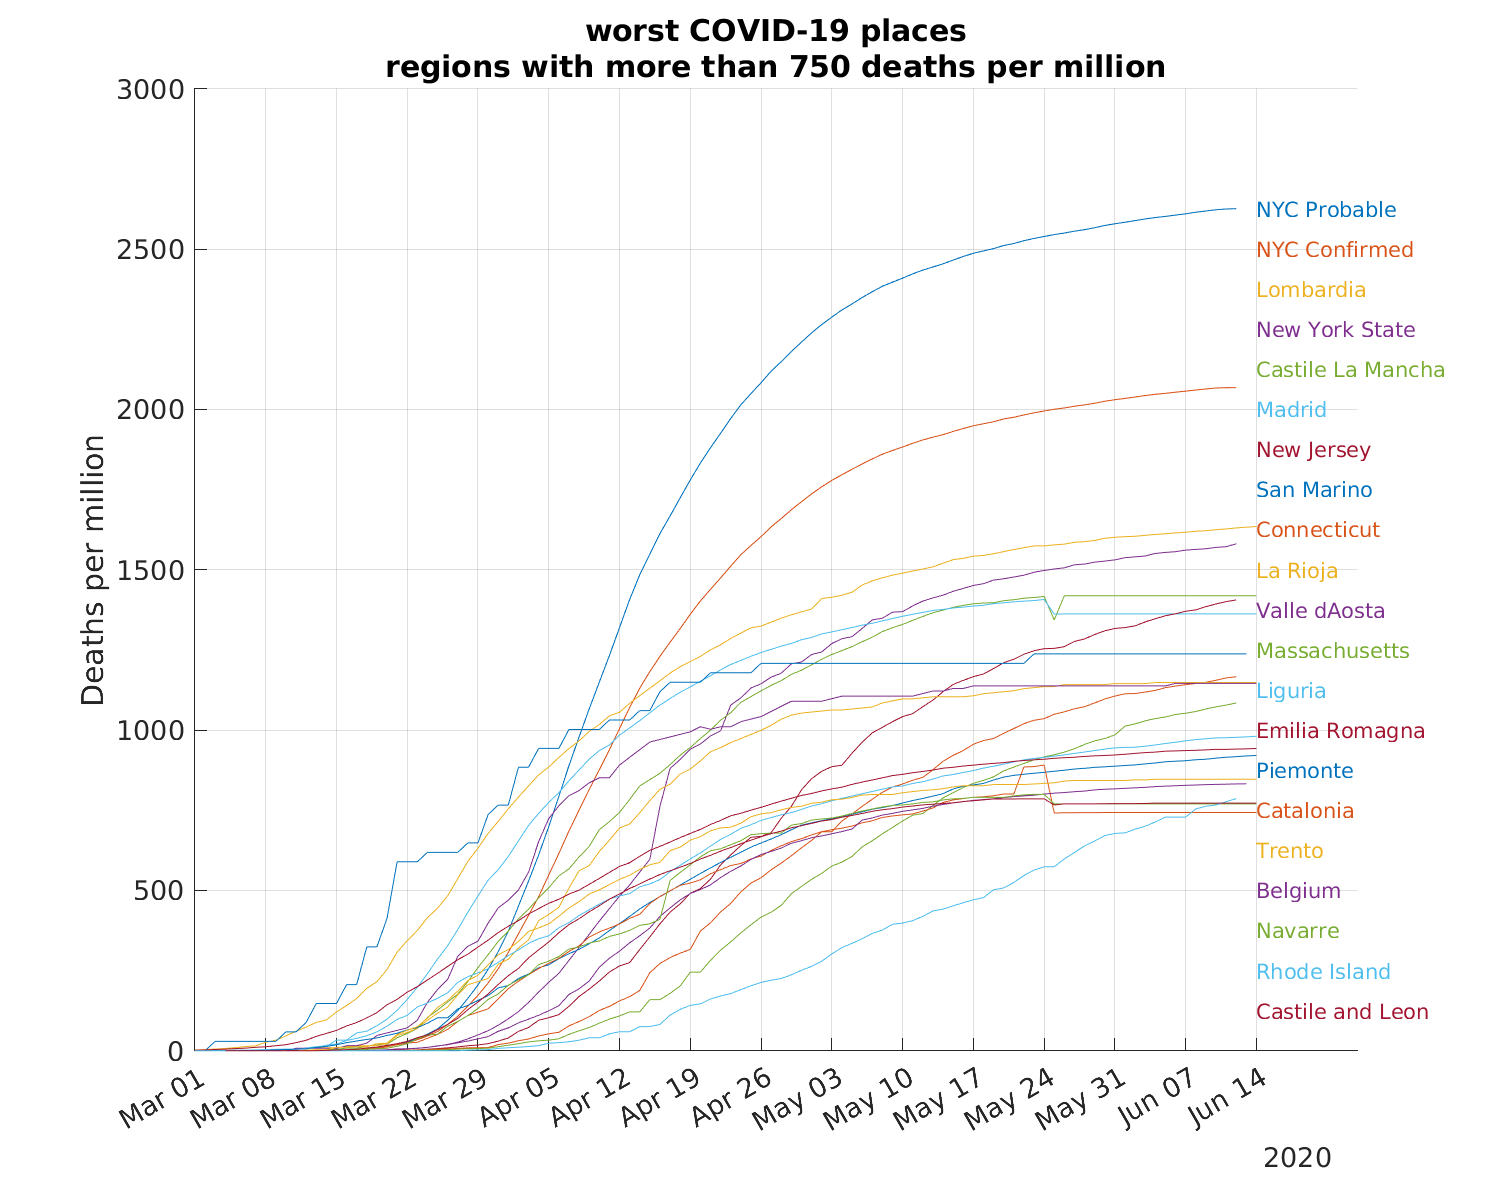 worst COVID-19 places
regions with more than 750 deaths per million
Deaths per million
3000
2500
2000
1500
1000
500
0
NYC Probable
NYC Confirmed
Lombardia
New York State
Castile La Mancha
Madrid
New Jersey
San Marino
Connecticut
La Rioja
Valle dAosta
Massachusetts
Liguria
Emilia Romagna
Piemonte
Catalonia
Trento
Belgium
Navarre
Rhode Island
Castile and Leon
Mar 01
Mar 08
Mar 15
Mar 22
Mar 29
Apr 05
Apr 12
Apr 19
Apr 26
May 03
May 10
May 17
May 24
May 31
Jun 07
Jun 14
2020